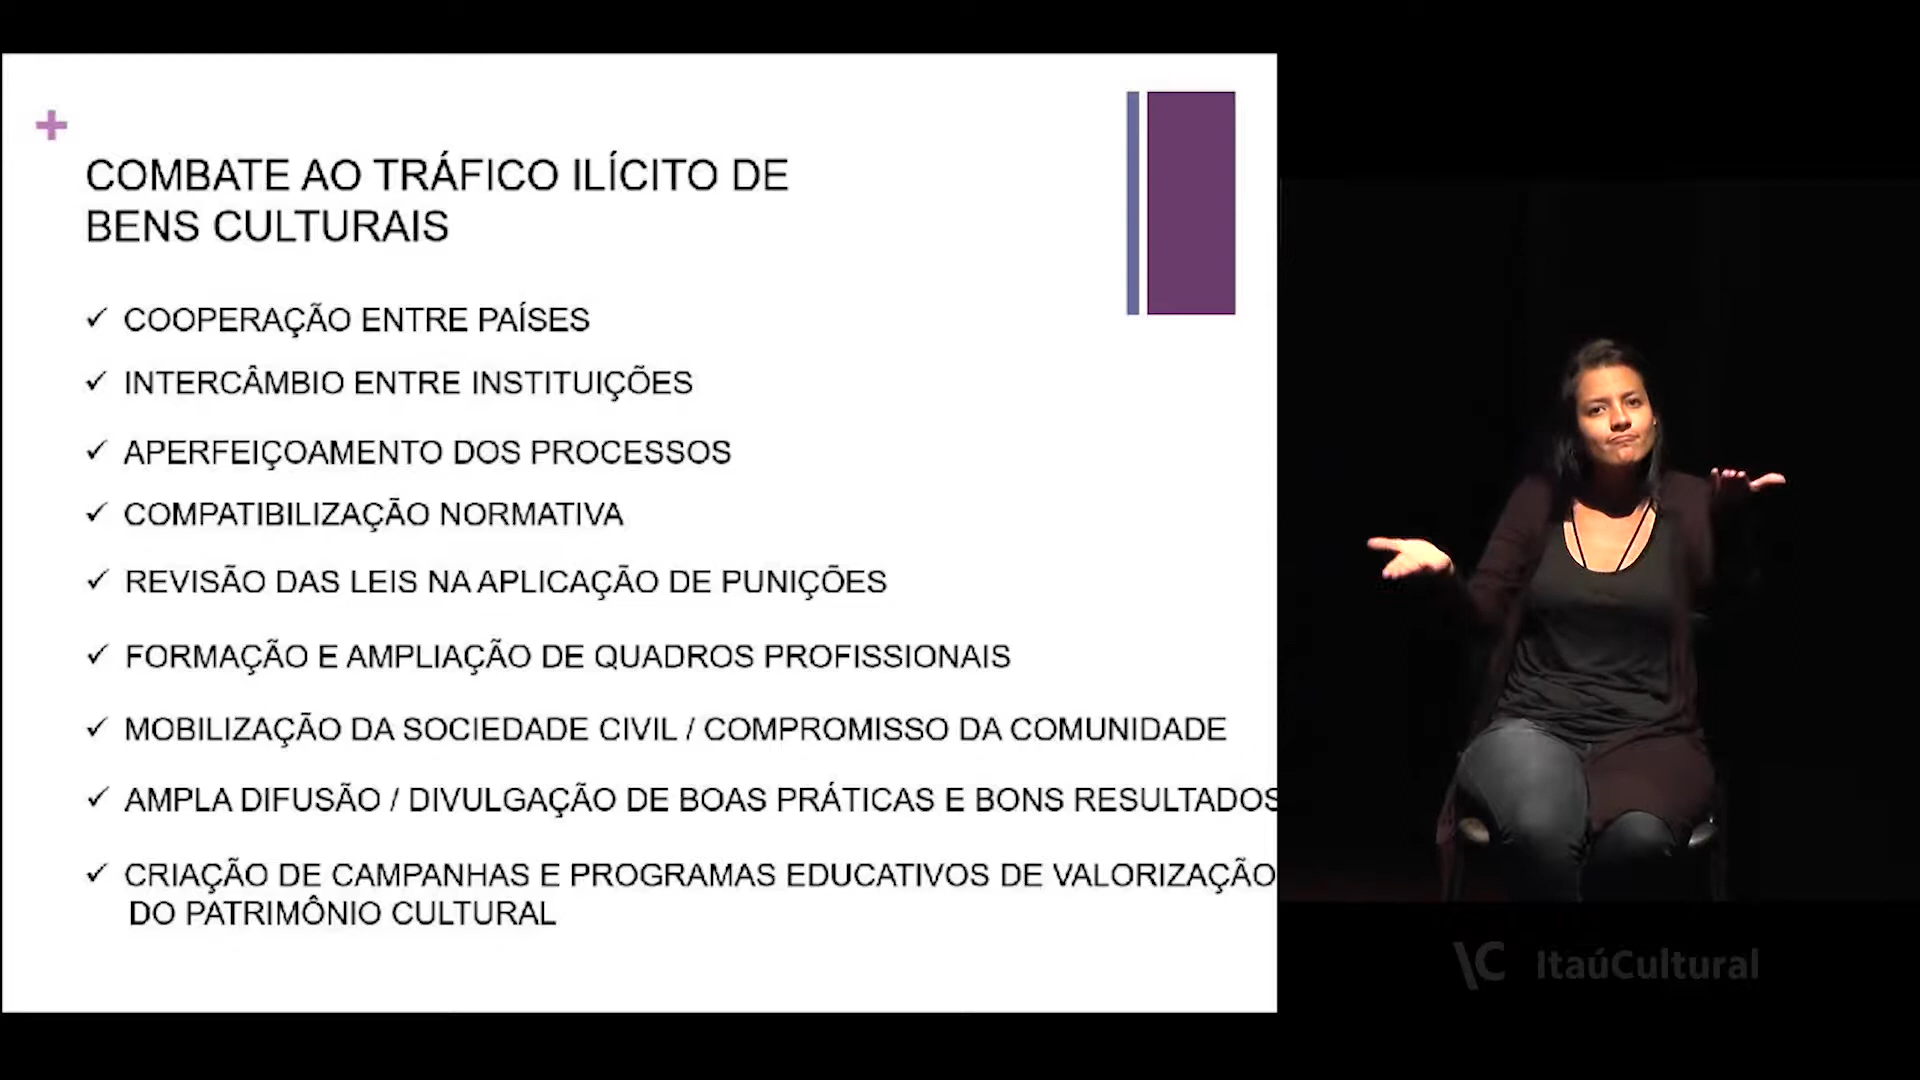 +
COMBATE AO TRÁFICO ILÍCITO DE
BENS CULTURAIS
✓ COOPERAÇÃO ENTRE PAÍSES
✓ INTERCÂMBIO ENTRE INSTITUIÇÕES
✓ APERFEIÇOAMENTO DOS PROCESSOS
✓ COMPATIBILIZAÇÃO NORMATIVA
✓ REVISÃO DAS LEIS NA APLICAÇÃO DE PUNIÇÕES
✓ FORMAÇÃO E AMPLIAÇÃO DE QUADROS PROFISSIONAIS
✓ MOBILIZAÇÃO DA SOCIEDADE CIVIL / COMPROMISSO DA COMUNIDADE
✓ AMPLA DIFUSÃO / DIVULGAÇÃO DE BOAS PRÁTICAS E BONS RESULTADOS
✓ CRIAÇÃO DE CAMPANHAS E PROGRAMAS EDUCATIVOS DE VALORIZAÇÃO
DO PATRIMÔNIO CULTURAL
\C ItaúCultural